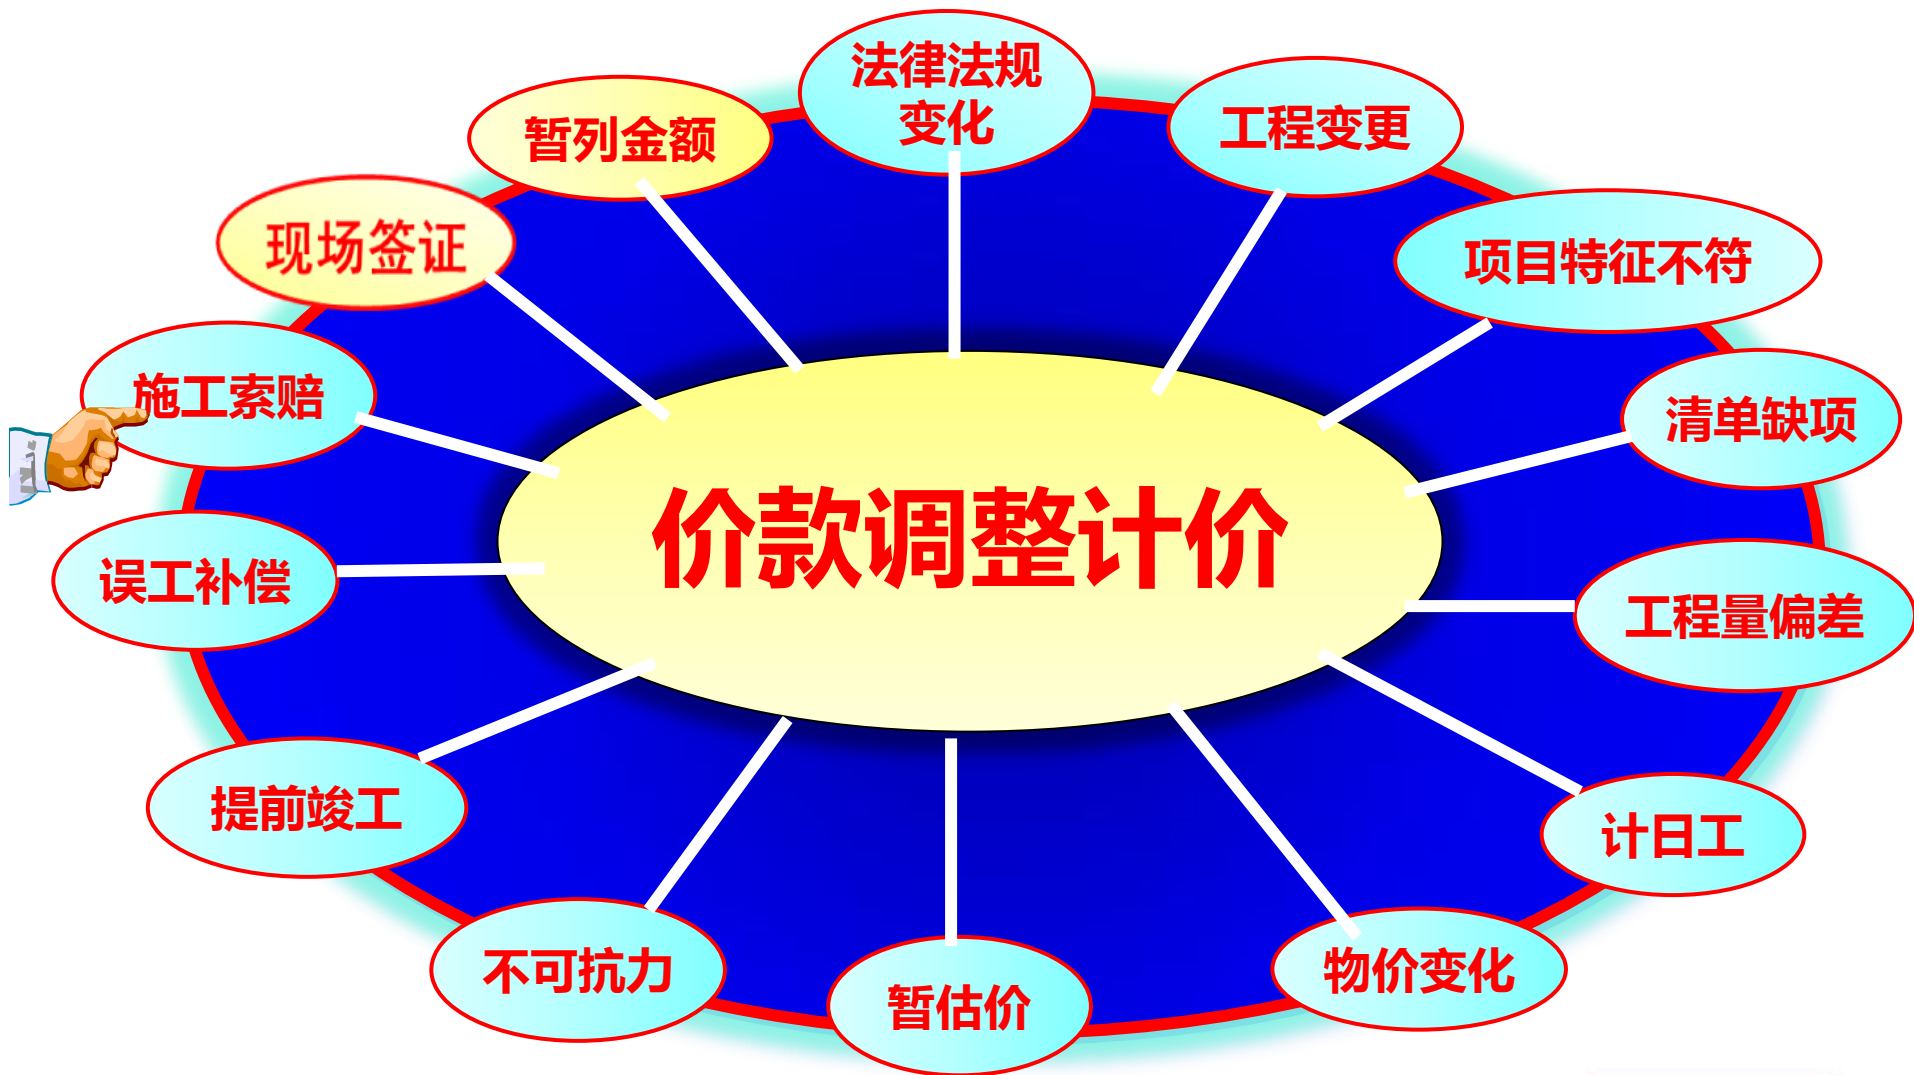 法律法规
变化
工程变更
暂列金额
项目特征不符
现场签证
施工索赔
清单缺项
价款调整计价
误工补偿
工程量偏差
提前竣工
计日工
不可抗力
物价变化
暂估价